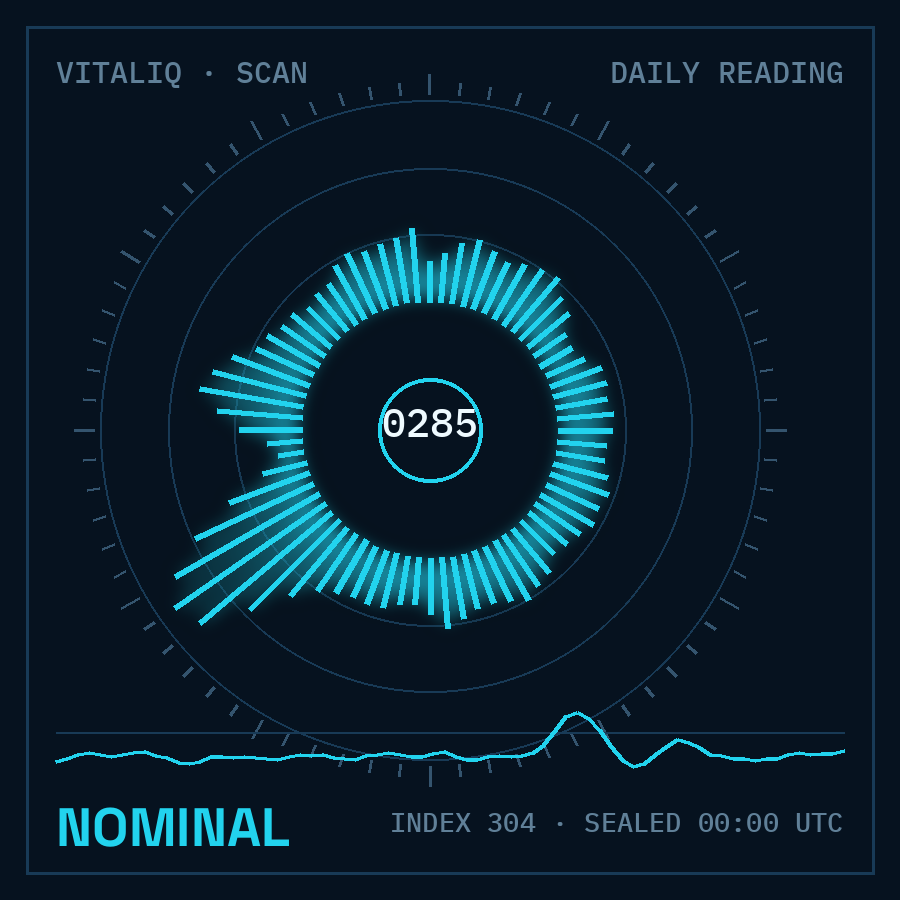 VITALIQ · SCAN
DAILY READING
0285
NOMINAL
INDEX 304 · SEALED 00:00 UTC